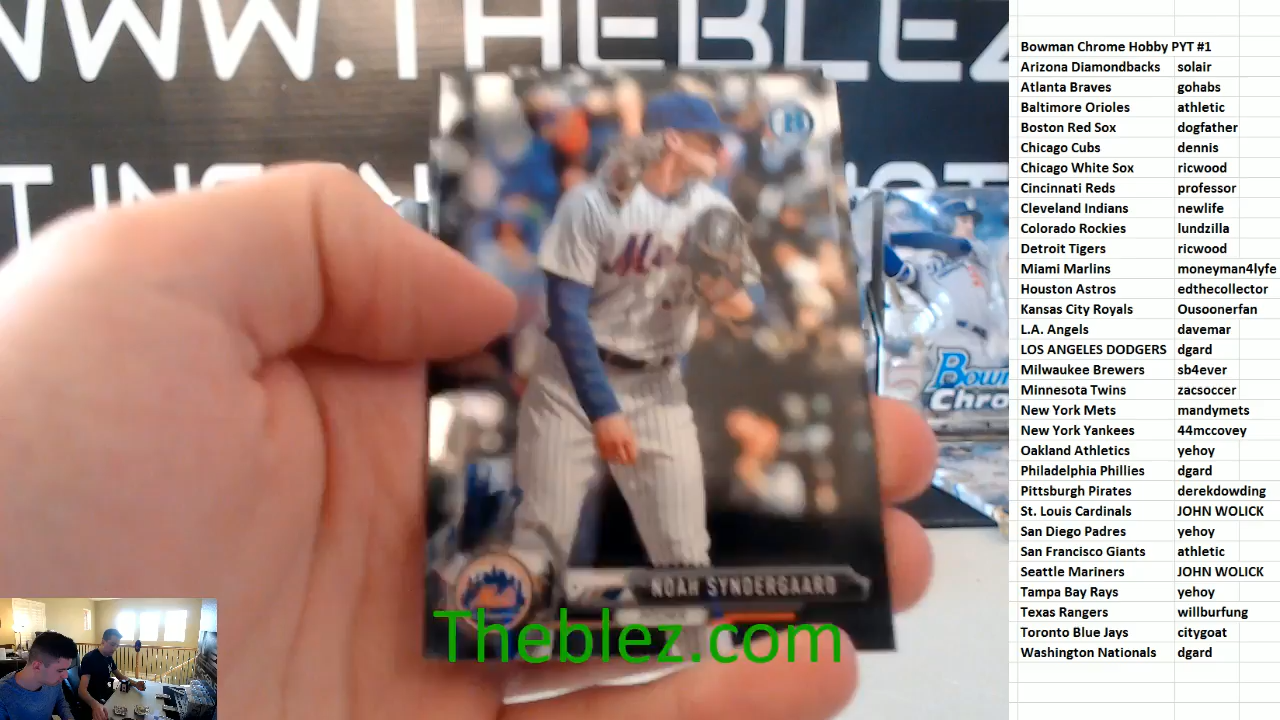 WWW.THEBLEZ
B
Mets
NOAH SYNDERGAARD
Theblez.com
Bowman Chrome Hobby PYT #1
Arizona Diamondbacks solair
Atlanta Braves gohabs
Baltimore Orioles athletic
Boston Red Sox dogfather
Chicago Cubs dennis
Chicago White Sox ricwood
Cincinnati Reds professor
Cleveland Indians newlife
Colorado Rockies lundzilla
Detroit Tigers ricwood
Miami Marlins moneyman4lyfe
Houston Astros edthecollector
Kansas City Royals Ousoonerfan
L.A. Angels davemar
LOS ANGELES DODGERS dgard
Milwaukee Brewers sb4ever
Minnesota Twins zacsoccer
New York Mets mandymets
New York Yankees 44mccovey
Oakland Athletics yehoy
Philadelphia Phillies dgard
Pittsburgh Pirates derekdowding
St. Louis Cardinals JOHN WOLICK
San Diego Padres yehoy
San Francisco Giants athletic
Seattle Mariners JOHN WOLICK
Tampa Bay Rays yehoy
Texas Rangers willburfung
Toronto Blue Jays citygoat
Washington Nationals dgard